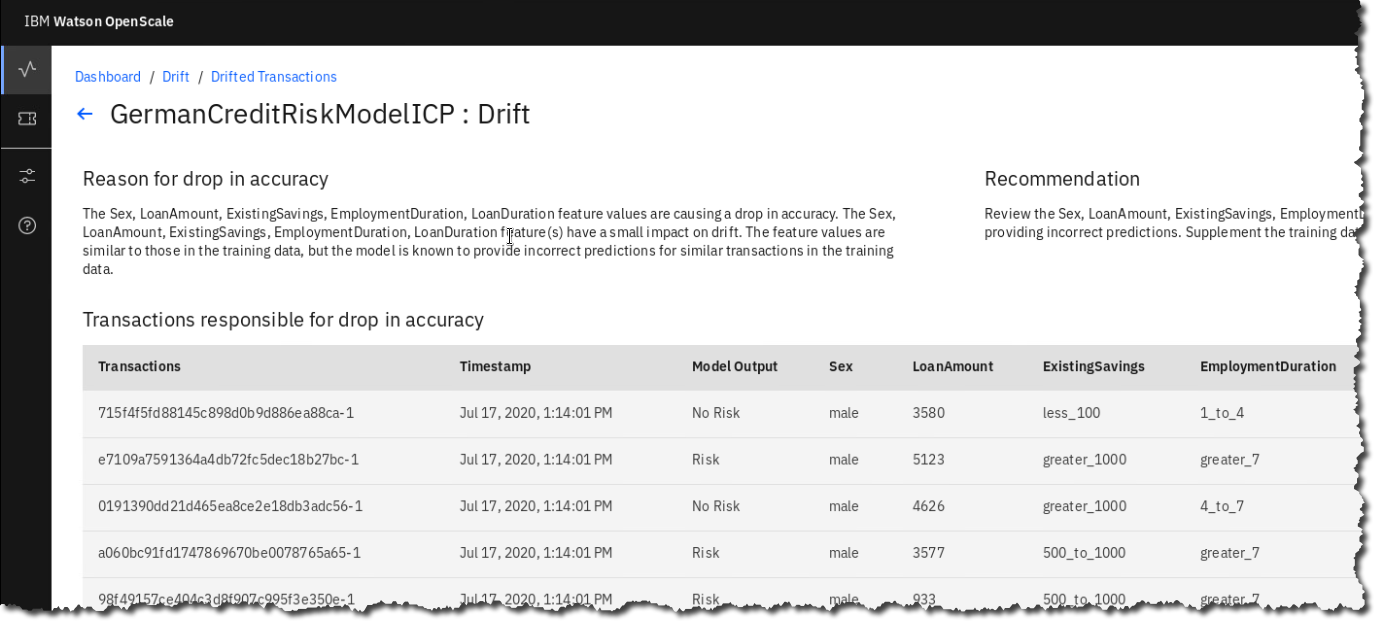 IBM Watson OpenScale
Dashboard / Drift / Drifted Transactions
← GermanCreditRiskModelICP : Drift
Reason for drop in accuracy
The Sex, LoanAmount, ExistingSavings, EmploymentDuration, LoanDuration feature values are causing a drop in accuracy. The Sex,
LoanAmount, ExistingSavings, EmploymentDuration, LoanDuration feature(s) have a small impact on drift. The feature values are
similar to those in the training data, but the model is known to provide incorrect predictions for similar transactions in the training
data.
Recommendation
Review the Sex, LoanAmount, ExistingSavings,
providing incorrect predictions. Supplement the training
Transactions responsible for drop in accuracy
Transactions Timestamp Model Output Sex LoanAmount ExistingSavings EmploymentDuration
715f4f5fd88145c898d0b9d886ea88ca-1 Jul 17, 2020, 1:14:01 PM No Risk male 3580 less_100 1_to_4
e7109a7591364a4db72fc5dec18b27bc-1 Jul 17, 2020, 1:14:01 PM Risk male 5123 greater_1000 greater_7
0191390dd21d465ea8ce2e18db3adc56-1 Jul 17, 2020, 1:14:01 PM No Risk male 4626 greater_1000 4_to_7
a060bc91fd1747869670be0078765a65-1 Jul 17, 2020, 1:14:01 PM Risk male 3577 500_to_1000 greater_7
98f49157ce404c3d8f907c995f3e350e-1 Jul 17, 2020, 1:14:01 PM Risk male 933 500_to_1000 greater_7